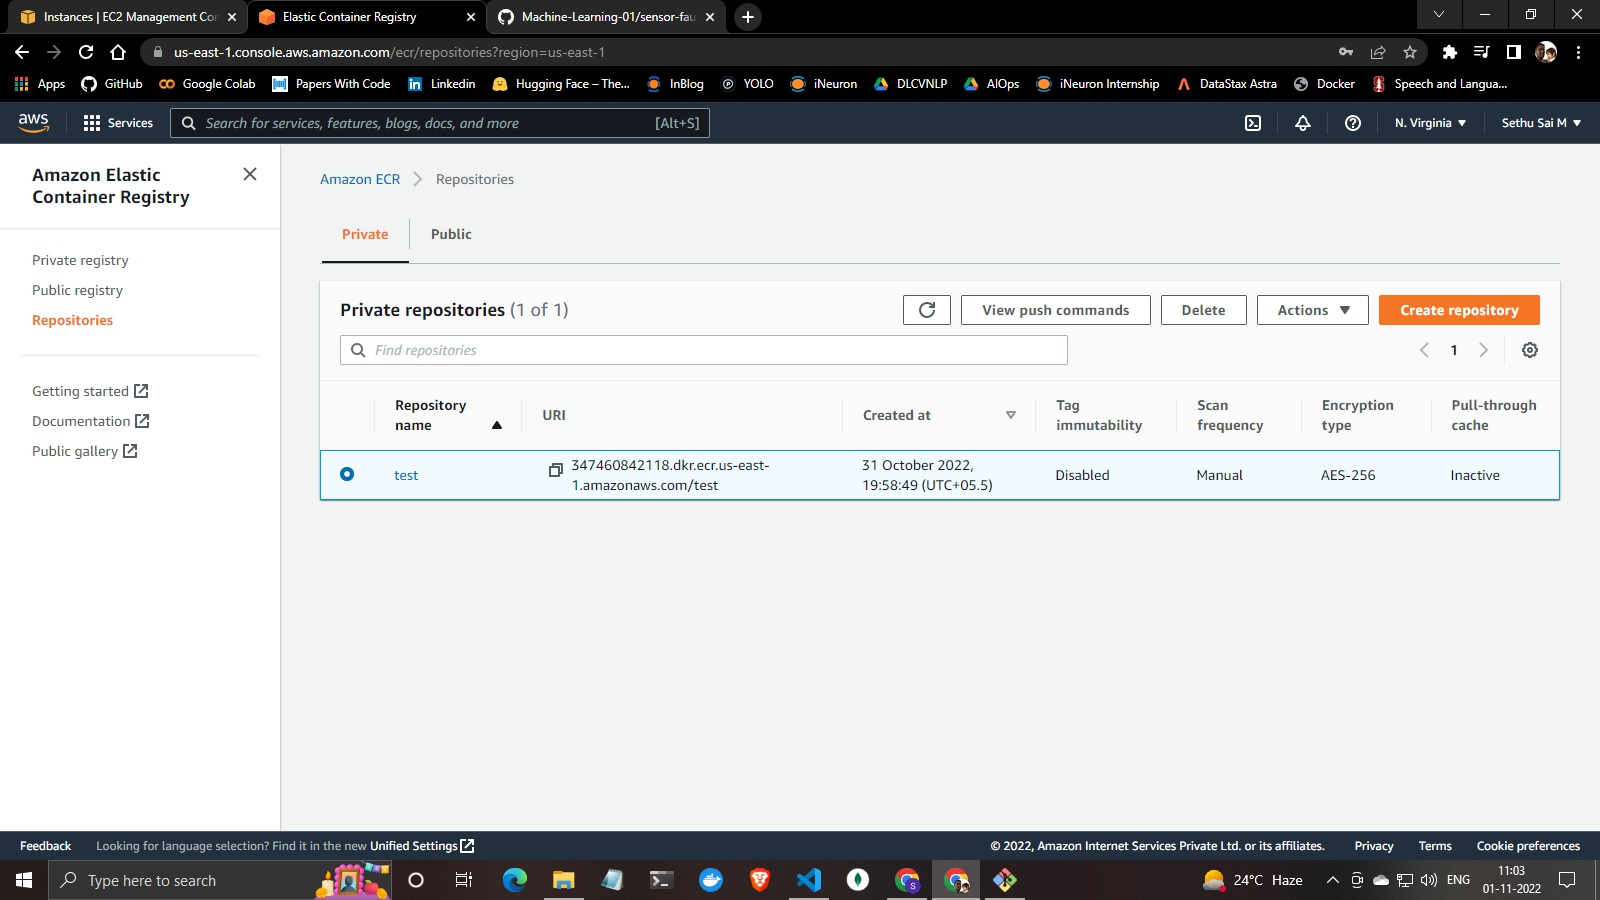 Instances | EC2 Management Con
Elastic Container Registry
Machine-Learning-01/sensor-fau
us-east-1.console.aws.amazon.com/ecr/repositories?region=us-east-1
Apps
GitHub
Google Colab
Papers With Code
Linkedin
Hugging Face – The...
InBlog
YOLO
iNeuron
DLCVNLP
AIOps
iNeuron Internship
DataStax Astra
Docker
Speech and Langua...
aws
Services
Search for services, features, blogs, docs, and more
[Alt+S]
N. Virginia
Sethu Sai M
Amazon Elastic
Container Registry
Private registry
Public registry
Repositories
Getting started
Documentation
Public gallery
Amazon ECR
Repositories
Private
Public
Private repositories (1 of 1)
View push commands
Delete
Actions
Create repository
Find repositories
1
Repository
name
URI
Created at
Tag
immutability
Scan
frequency
Encryption
type
Pull-through
cache
test
347460842118.dkr.ecr.us-east-
1.amazonaws.com/test
31 October 2022,
19:58:49 (UTC+05.5)
Disabled
Manual
AES-256
Inactive
Feedback
Looking for language selection? Find it in the new Unified Settings
© 2022, Amazon Internet Services Private Ltd. or its affiliates.
Privacy
Terms
Cookie preferences
Type here to search
24°C Haze
ENG
11:03
01-11-2022